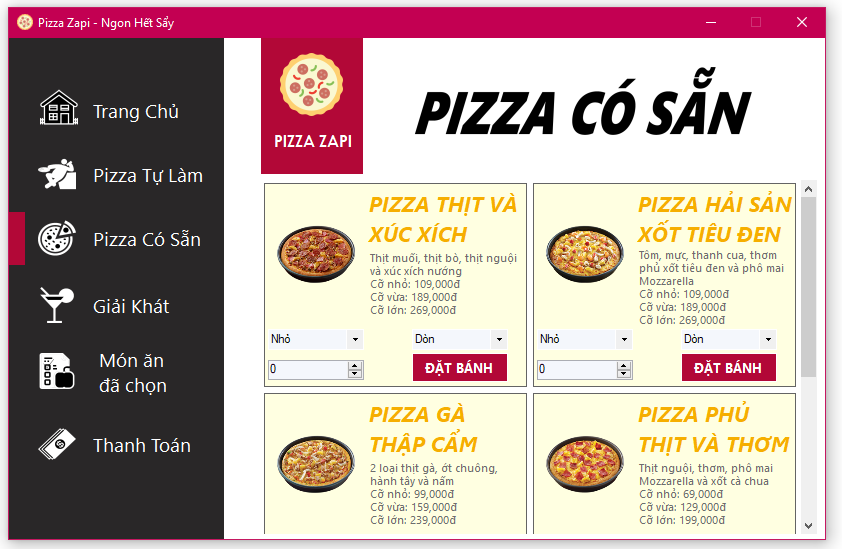 Pizza Zapi - Ngon Hết Sẩy
Trang Chủ
Pizza Tự Làm
Pizza Có Sẵn
Giải Khát
Món ăn
đã chọn
Thanh Toán
PIZZA ZAPI
PIZZA CÓ SẴN
PIZZA THỊT VÀ
XÚC XÍCH
Thịt muối, thịt bò, thịt nguội
và xúc xích nướng
Cỡ nhỏ: 109,000đ
Cỡ vừa: 189,000đ
Cỡ lớn: 269,000đ
Nhỏ
Dòn
0
ĐẶT BÁNH
PIZZA HẢI SẢN
XỐT TIÊU ĐEN
Tôm, mực, thanh cua, thơm
phủ xốt tiêu đen và phô mai
Mozzarella
Cỡ nhỏ: 109,000đ
Cỡ vừa: 189,000đ
Cỡ lớn: 269,000đ
Nhỏ
Dòn
0
ĐẶT BÁNH
PIZZA GÀ
THẬP CẨM
2 loại thịt gà, ớt chuông,
hành tây và nấm
Cỡ nhỏ: 99,000đ
Cỡ vừa: 159,000đ
Cỡ lớn: 239,000đ
PIZZA PHỦ
THỊT VÀ THƠM
Thịt nguội, thơm, phô mai
Mozzarella và xốt cà chua
Cỡ nhỏ: 69,000đ
Cỡ vừa: 129,000đ
Cỡ lớn: 199,000đ